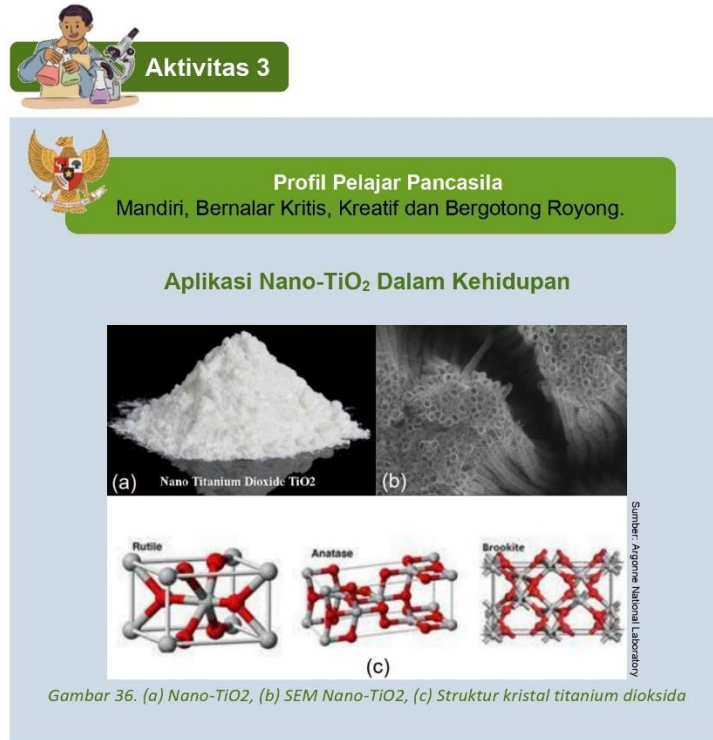 Aktivitas 3
Profil Pelajar Pancasila
Mandiri, Bernalar Kritis, Kreatif dan Bergotong Royong.
Aplikasi Nano-TiO₂ Dalam Kehidupan
(a)
Nano Titanium Dioxide TiO2
(b)
Rutile
Anatase
Brookite
(c)
Sumber: Argonne National Laboratory
Gambar 36. (a) Nano-TiO2, (b) SEM Nano-TiO2, (c) Struktur kristal titanium dioksida